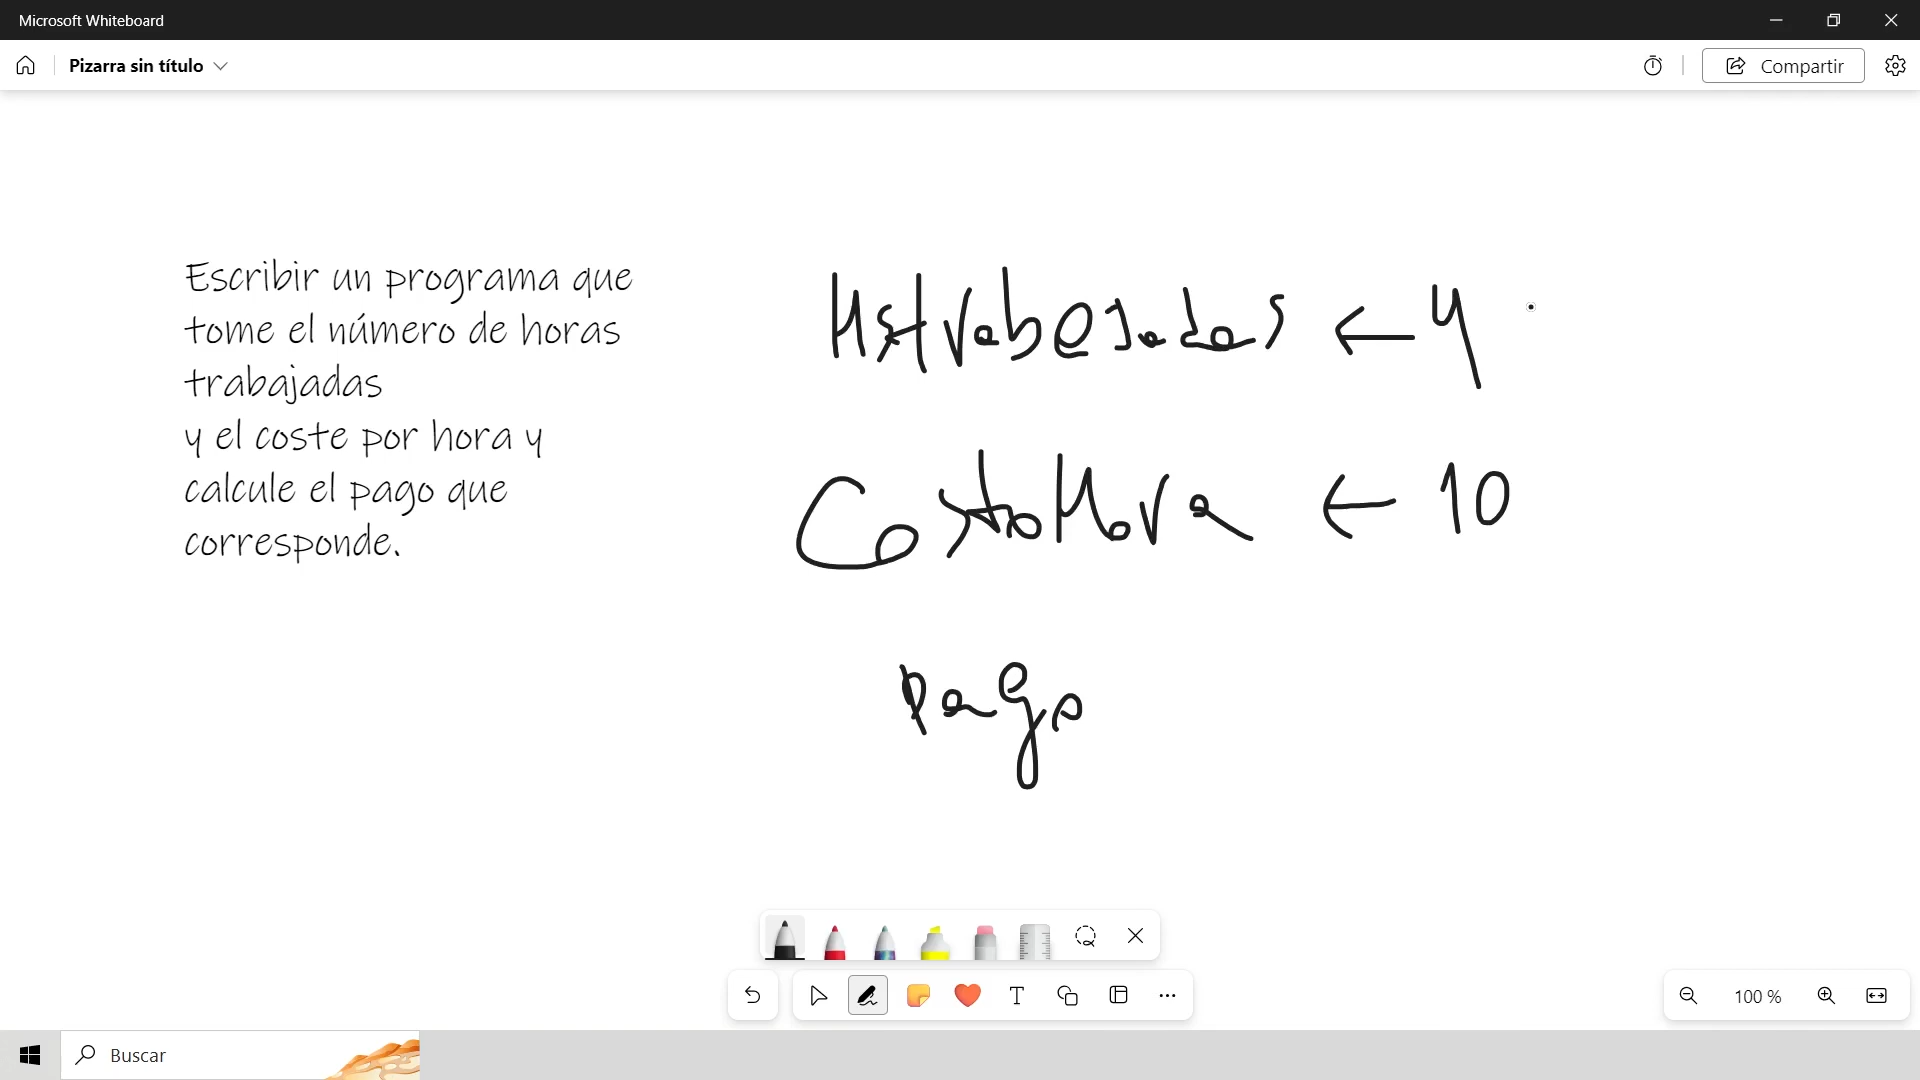 Microsoft Whiteboard
Pizarra sin título
Compartir
Escribir un programa que
tome el número de horas
trabajadas
y el coste por hora y
calcule el pago que
corresponde.
Hstrabajadas ← 4
CostoHora ← 10
pago
100 %
Buscar